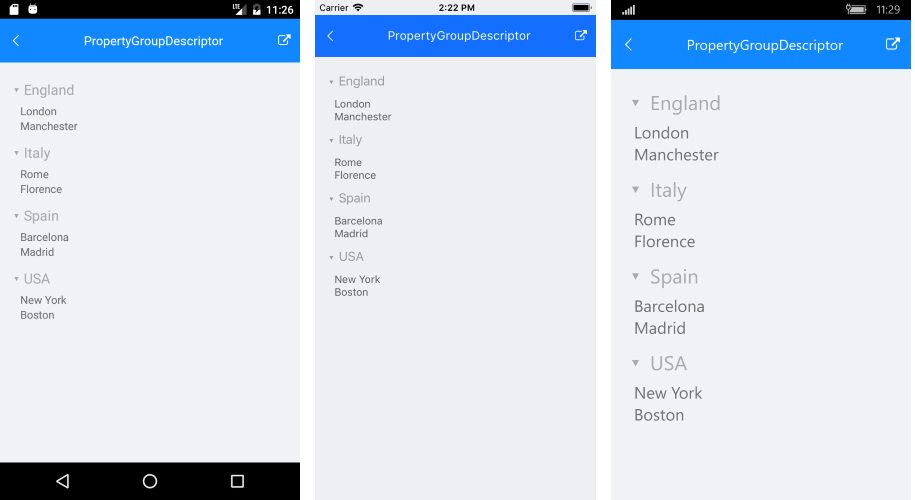 LTE 11:26
PropertyGroupDescriptor
England
London
Manchester
Italy
Rome
Florence
Spain
Barcelona
Madrid
USA
New York
Boston
Carrier 2:22 PM
PropertyGroupDescriptor
England
London
Manchester
Italy
Rome
Florence
Spain
Barcelona
Madrid
USA
New York
Boston
11:29
PropertyGroupDescriptor
England
London
Manchester
Italy
Rome
Florence
Spain
Barcelona
Madrid
USA
New York
Boston